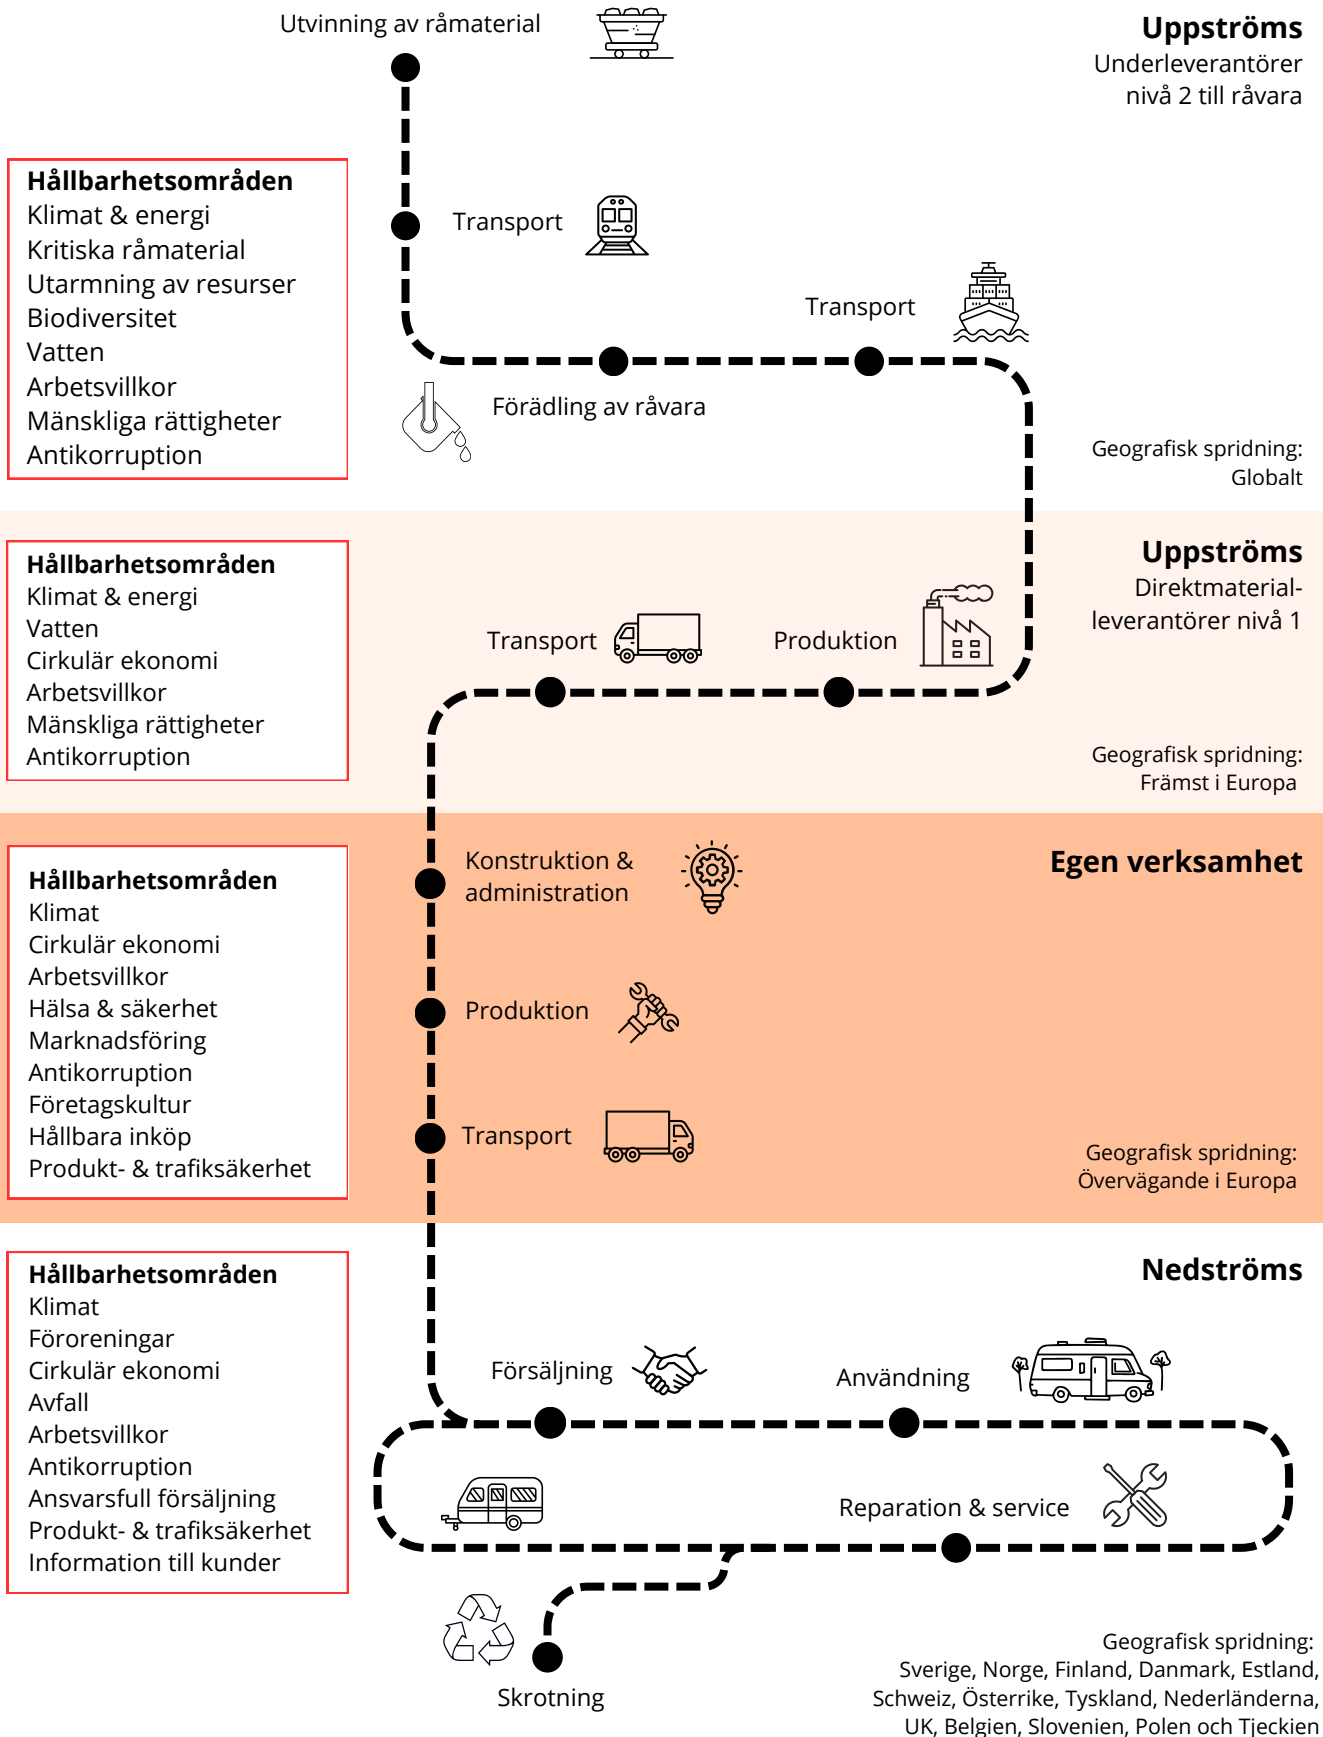 Utvinning av råmaterial
Uppströms
Underleverantörer
nivå 2 till råvara
Hållbarhetsområden
Klimat & energi
Kritiska råmaterial
Utarmning av resurser
Biodiversitet
Vatten
Arbetsvillkor
Mänskliga rättigheter
Antikorruption
Transport
Transport
Förädling av råvara
Geografisk spridning:
Globalt
Hållbarhetsområden
Klimat & energi
Vatten
Cirkulär ekonomi
Arbetsvillkor
Mänskliga rättigheter
Antikorruption
Transport
Produktion
Uppströms
Direktmaterial-
leverantörer nivå 1
Geografisk spridning:
Främst i Europa
Hållbarhetsområden
Klimat
Cirkulär ekonomi
Arbetsvillkor
Hälsa & säkerhet
Marknadsföring
Antikorruption
Företagskultur
Hållbara inköp
Produkt- & trafiksäkerhet
Konstruktion &
administration
Produktion
Transport
Egen verksamhet
Geografisk spridning:
Övervägande i Europa
Hållbarhetsområden
Klimat
Föroreningar
Cirkulär ekonomi
Avfall
Arbetsvillkor
Antikorruption
Ansvarsfull försäljning
Produkt- & trafiksäkerhet
Information till kunder
Nedströms
Försäljning
Användning
Reparation & service
Skrotning
Geografisk spridning:
Sverige, Norge, Finland, Danmark, Estland,
Schweiz, Österrike, Tyskland, Nederländerna,
UK, Belgien, Slovenien, Polen och Tjeckien